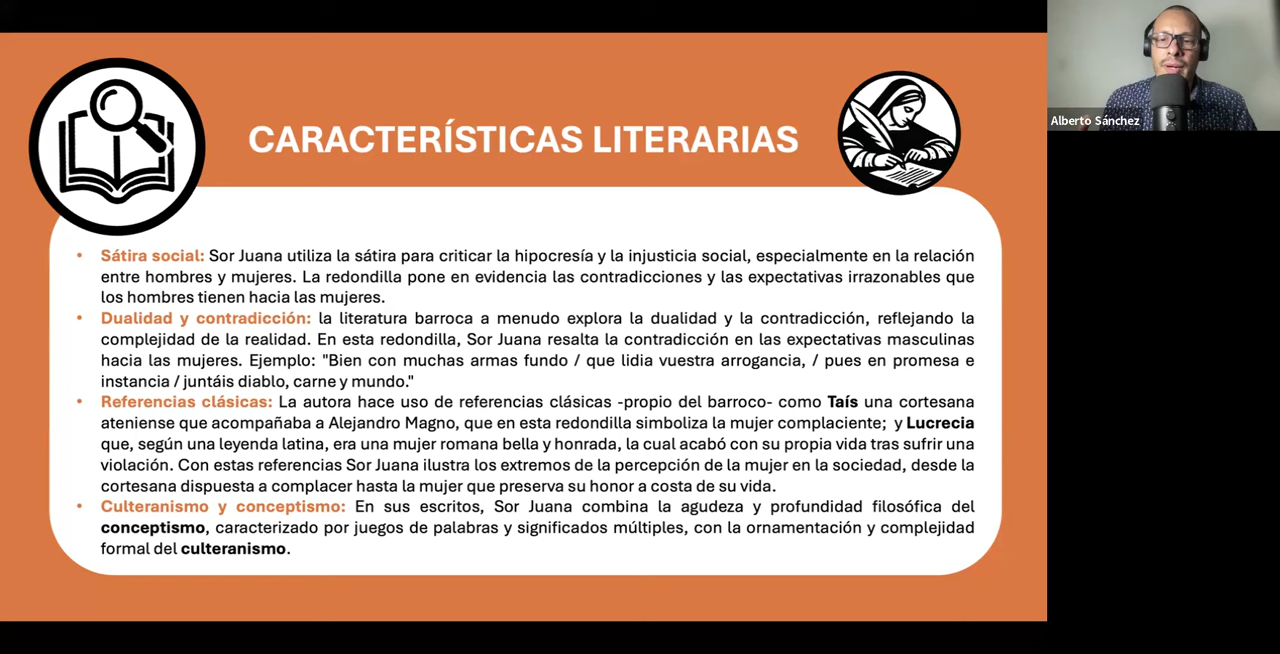 CARACTERÍSTICAS LITERARIAS
Alberto Sánchez
• Sátira social: Sor Juana utiliza la sátira para criticar la hipocresía y la injusticia social, especialmente en la relación
entre hombres y mujeres. La redondilla pone en evidencia las contradicciones y las expectativas irrazonables que
los hombres tienen hacia las mujeres.
• Dualidad y contradicción: la literatura barroca a menudo explora la dualidad y la contradicción, reflejando la
complejidad de la realidad. En esta redondilla, Sor Juana resalta la contradicción en las expectativas masculinas
hacia las mujeres. Ejemplo: "Bien con muchas armas fundo / que lidia vuestra arrogancia, / pues en promesa e
instancia / juntáis diablo, carne y mundo."
• Referencias clásicas: La autora hace uso de referencias clásicas -propio del barroco- como Taís una cortesana
ateniense que acompañaba a Alejandro Magno, que en esta redondilla simboliza la mujer complaciente; y Lucrecia
que, según una leyenda latina, era una mujer romana bella y honrada, la cual acabó con su propia vida tras sufrir una
violación. Con estas referencias Sor Juana ilustra los extremos de la percepción de la mujer en la sociedad, desde la
cortesana dispuesta a complacer hasta la mujer que preserva su honor a costa de su vida.
• Culteranismo y conceptismo: En sus escritos, Sor Juana combina la agudeza y profundidad filosófica del
conceptismo, caracterizado por juegos de palabras y significados múltiples, con la ornamentación y complejidad
formal del culteranismo.